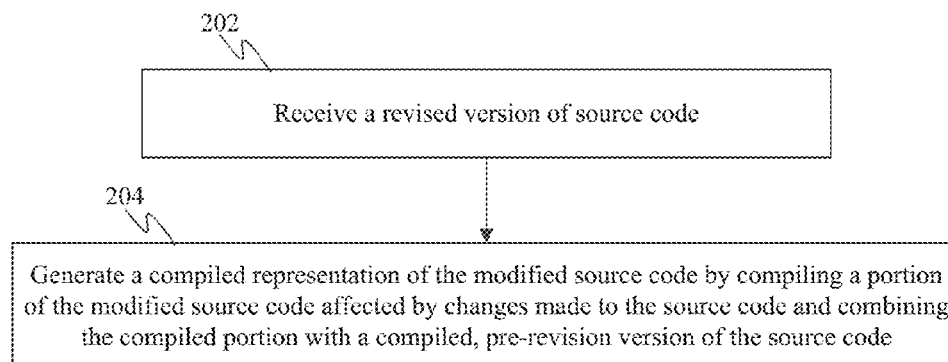 202
Receive a revised version of source code
204
Generate a compiled representation of the modified source code by compiling a portion
of the modified source code affected by changes made to the source code and combining
the compiled portion with a compiled, pre-revision version of the source code